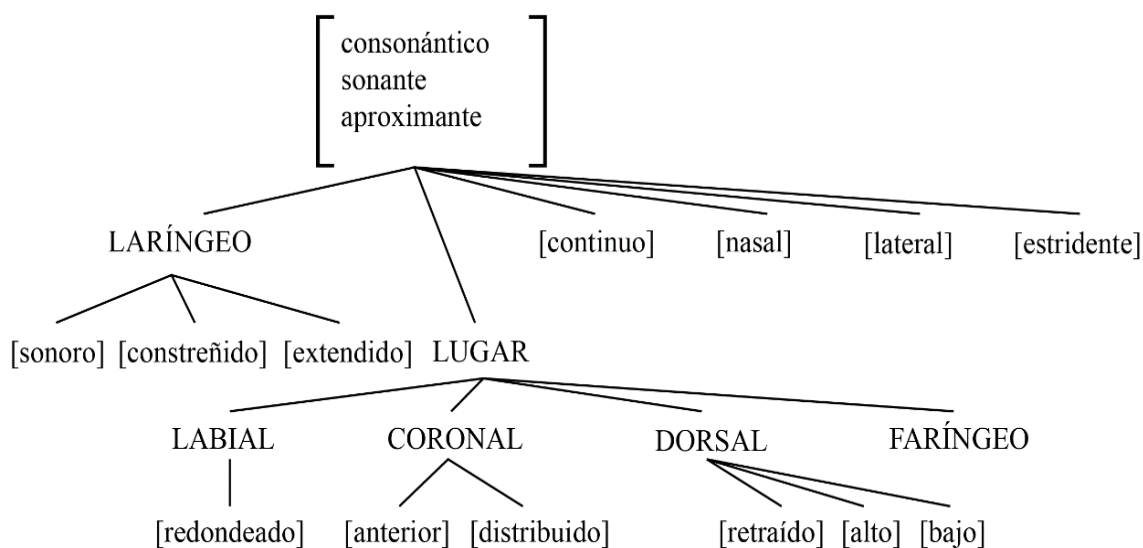 consonántico
sonante
aproximante
LARÍNGEO [continuo] [nasal] [lateral] [estridente]
[sonoro] [constreñido] [extendido] LUGAR
LABIAL CORONAL DORSAL FARÍNGEO
[redondeado] [anterior] [distribuido] [retraído] [alto] [bajo]